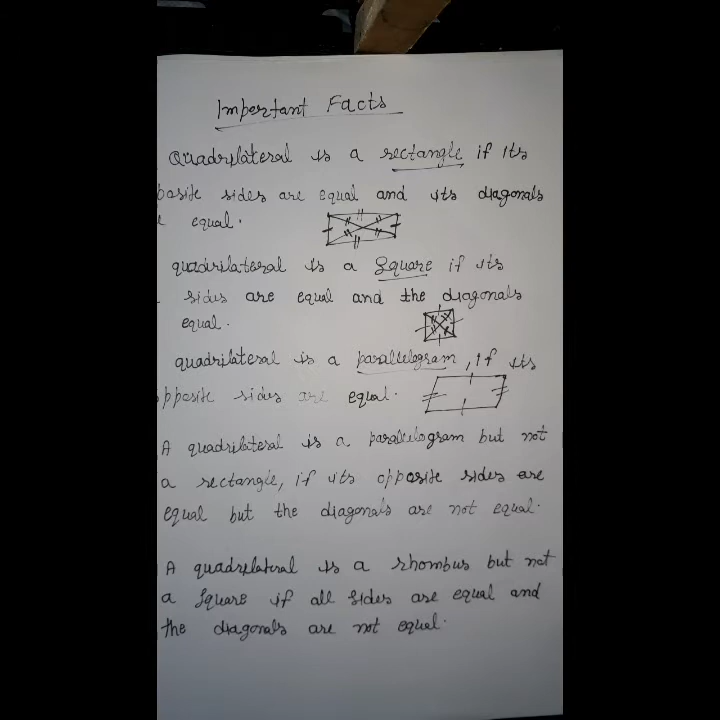 Important Facts
Quadrilateral is a rectangle if its
posite sides are equal and its diagonals
equal.
quadrilateral is a square if its
sides are equal and the diagonals
equal.
quadrilateral is a parallelogram, if its
pposite sides are equal.
A quadrilateral is a parallelogram but not
a rectangle, if its opposite sides are
equal but the diagonals are not equal.
A quadrilateral is a rhombus but not
a square if all sides are equal and
the diagonals are not equal.